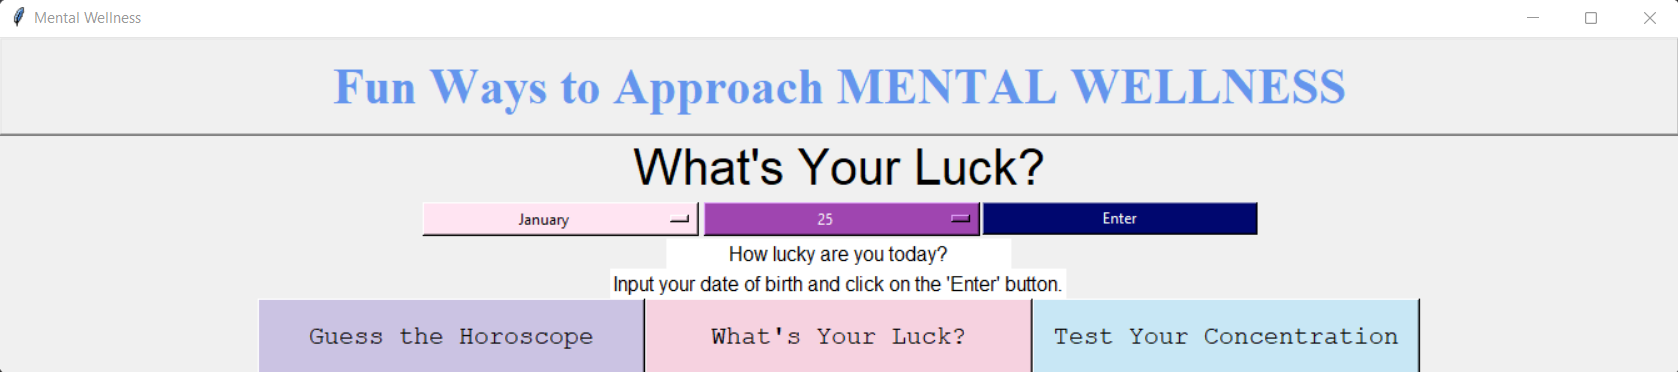 Mental Wellness
Fun Ways to Approach MENTAL WELLNESS
What's Your Luck?
January 25 Enter
How lucky are you today?
Input your date of birth and click on the 'Enter' button.
Guess the Horoscope What's Your Luck? Test Your Concentration